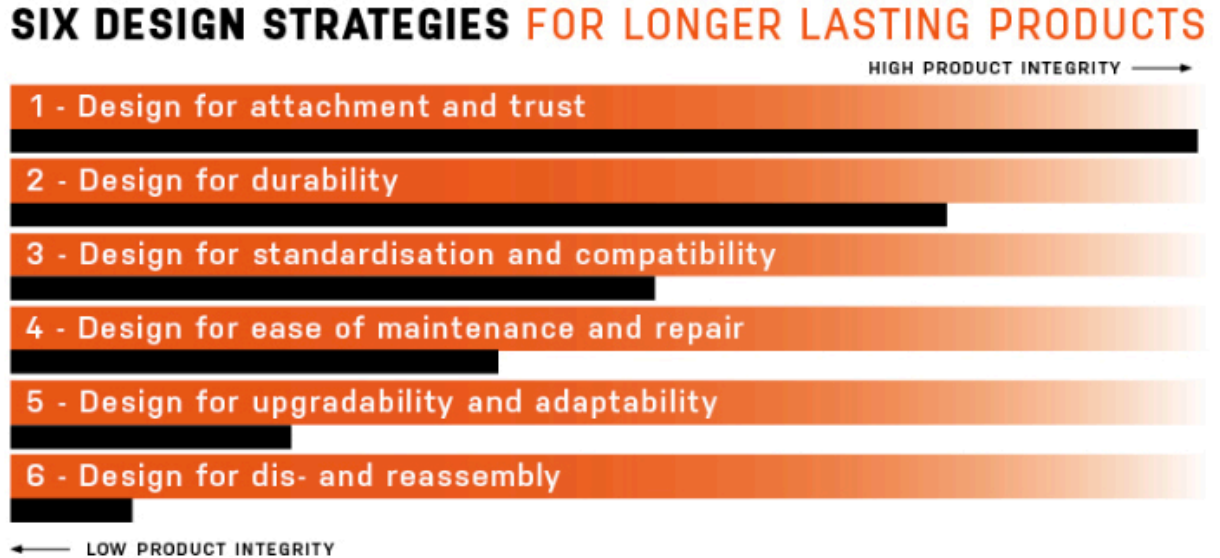 SIX DESIGN STRATEGIES FOR LONGER LASTING PRODUCTS
HIGH PRODUCT INTEGRITY
1 - Design for attachment and trust
2 - Design for durability
3 - Design for standardisation and compatibility
4 - Design for ease of maintenance and repair
5 - Design for upgradability and adaptability
6 - Design for dis- and reassembly
LOW PRODUCT INTEGRITY